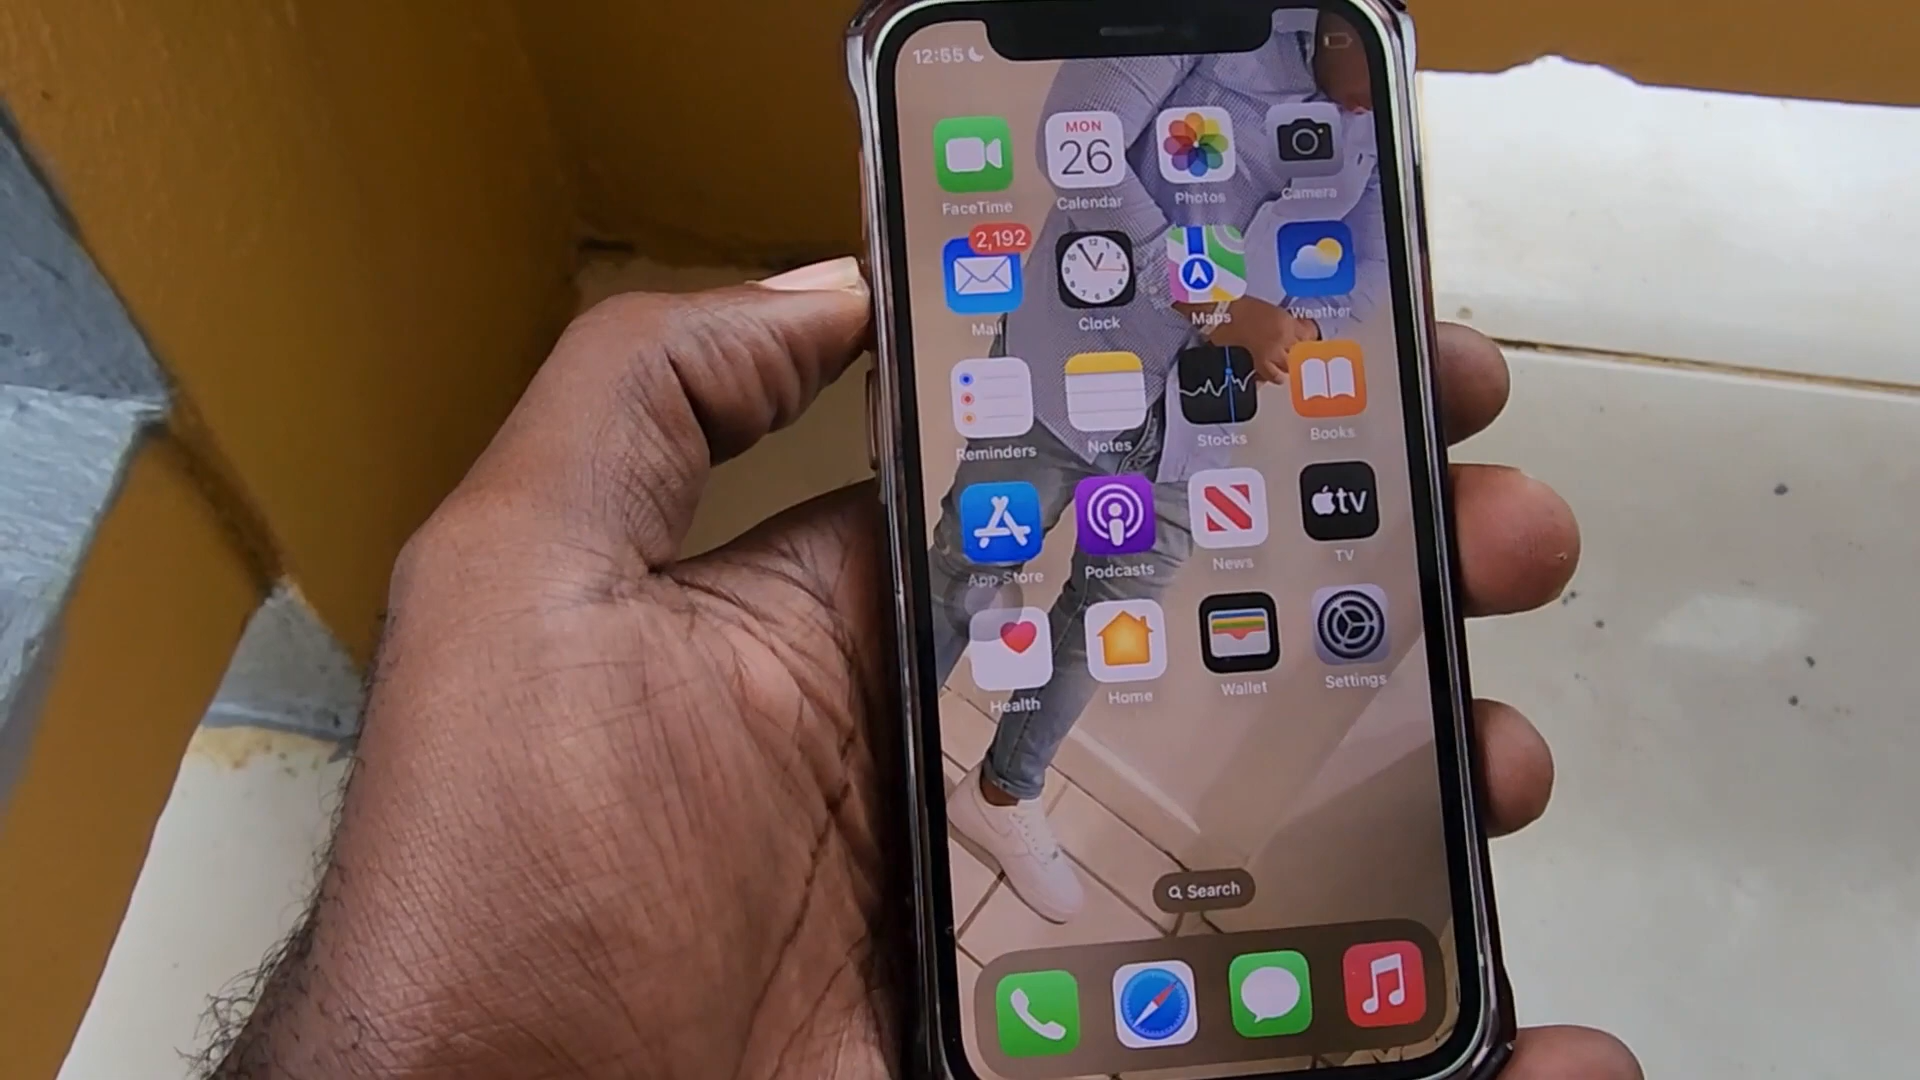 12:55
MON
26
FaceTime
Calendar
Photos
Camera
2,192
Mail
Clock
Maps
Weather
Reminders
Notes
Stocks
Books
tv
App Store
Podcasts
News
TV
Health
Home
Wallet
Settings
Search